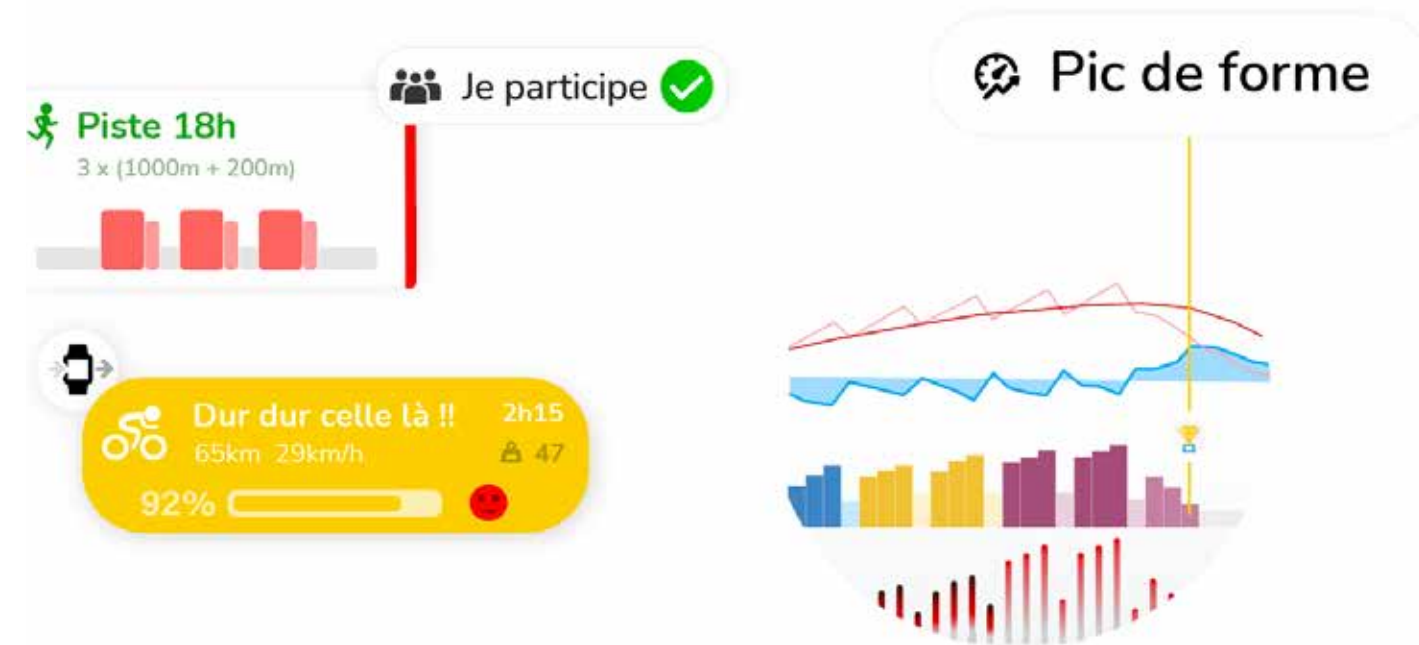 Je participe
Pic de forme
Piste 18h
3 x (1000m + 200m)
Dur dur celle là !!
2h15
65km 29km/h
47
92%